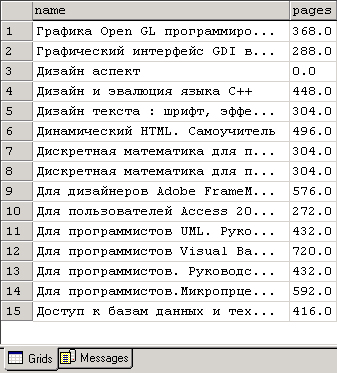 name pages
1 Графика Open GL программиро... 368.0
2 Графический интерфейс GDI в... 288.0
3 Дизайн аспект 0.0
4 Дизайн и эвалюция языка С++ 448.0
5 Дизайн текста : шрифт, эффе... 304.0
6 Динамический HTML. Самоучитель 496.0
7 Дискретная математика для п... 304.0
8 Дискретная математика для п... 304.0
9 Для дизайнеров Adobe FrameM... 576.0
10 Для пользователей Access 20... 272.0
11 Для программистов UML. Руко... 432.0
12 Для программистов Visual Ba... 720.0
13 Для программистов. Руководс... 432.0
14 Для программистов.Микропрце... 592.0
15 Доступ к базам данных и тех... 416.0
Grids Messages